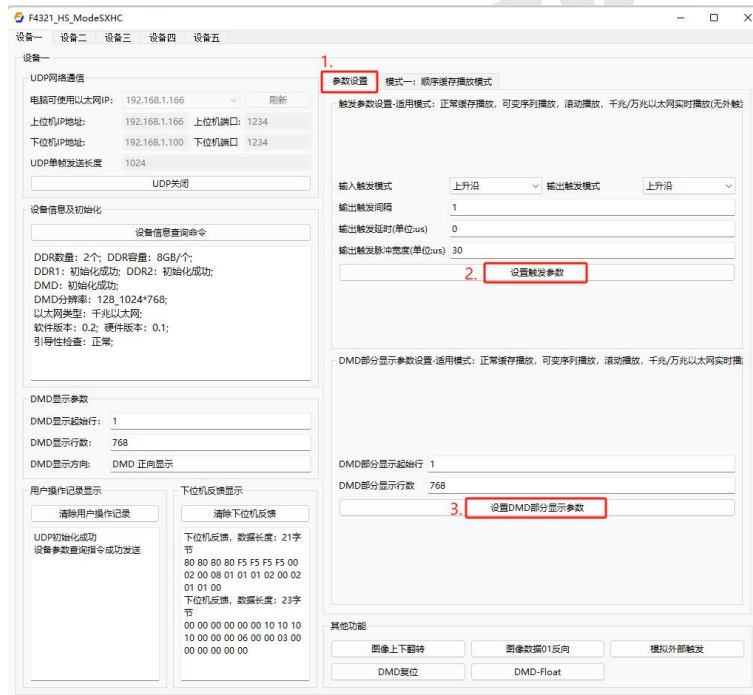 F4321_HS_ModeSXHC
设备一 设备二 设备三 设备四 设备五
设备一
UDP网络通信
电脑可使用以太网IP: 192.168.1.166 刷新
上位机IP地址: 192.168.1.166 上位机端口: 1234
下位机IP地址: 192.168.1.100 下位机端口 1234
UDP单帧发送长度 1024
UDP关闭
设备信息及初始化
设备信息查询命令
DDR数量: 2个; DDR容量: 8GB/个;
DDR1: 初始化成功; DDR2: 初始化成功;
DMD: 初始化成功;
DMD分辨率: 128_1024*768;
以太网类型: 千兆以太网;
软件版本: 0.2; 硬件版本: 0.1;
引导性检查: 正常;
DMD显示参数
DMD显示起始行: 1
DMD显示行数: 768
DMD显示方向: DMD 正向显示
用户操作记录显示
清除用户操作记录
UDP初始化成功
设备参数查询指令成功发送
下位机反馈显示
清除下位机反馈
下位机反馈, 数据长度: 21字
节
80 80 80 80 F5 F5 F5 F5 00
02 00 08 01 01 01 02 00 02
01 01 00
下位机反馈, 数据长度: 23字
节
00 00 00 00 00 00 10 10 10
10 00 00 00 06 00 00 03 00
00 00 00 00 00
1.
参数设置 模式一: 顺序缓存播放模式
触发参数设置-适用模式: 正常缓存播放, 可变序列播放, 滚动播放, 千兆/万兆以太网实时播放(无外触
输入触发模式 上升沿 输出触发模式 上升沿
输出触发间隔 1
输出触发延时(单位:us) 0
输出触发脉冲宽度(单位:us) 30
2. 设置触发参数
DMD部分显示参数设置-适用模式: 正常缓存播放, 可变序列播放, 滚动播放, 千兆/万兆以太网实时播
DMD部分显示起始行 1
DMD部分显示行数 768
3. 设置DMD部分显示参数
其他功能
图像上下翻转 图像数据01反向 模拟外部触发
DMD复位 DMD-Float